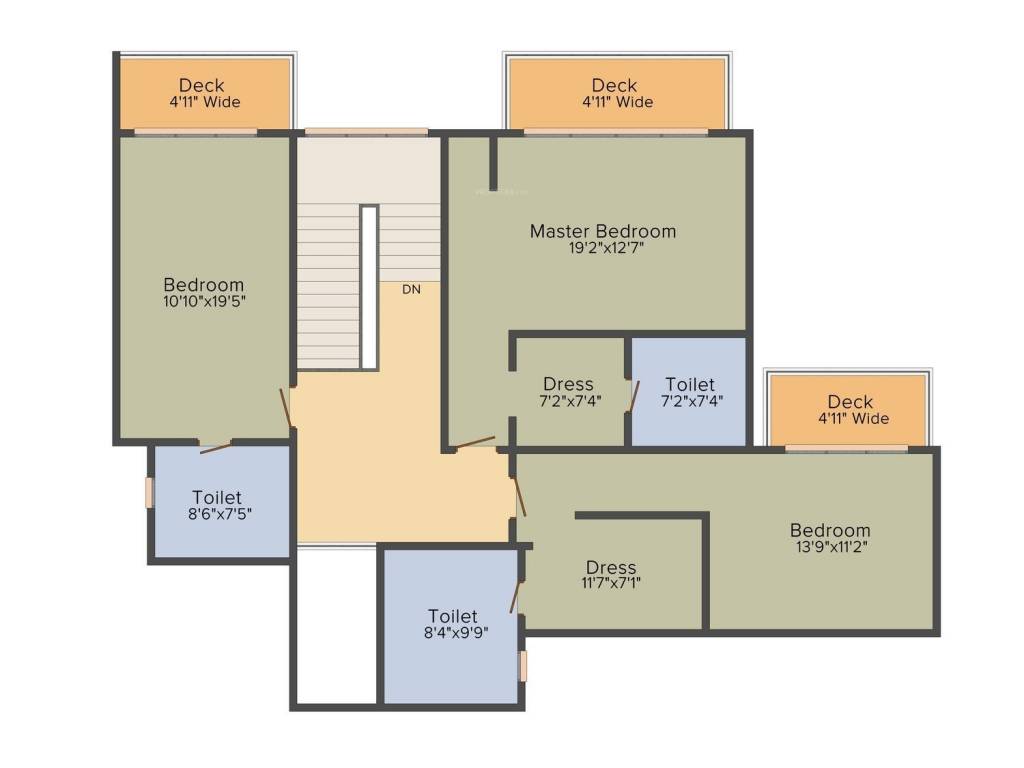 Deck
4'11" Wide
Deck
4'11" Wide
Master Bedroom
19'2"x12'7"
Bedroom
10'10"x19'5"
DN
Dress
7'2"x7'4"
Toilet
7'2"x7'4"
Deck
4'11" Wide
Toilet
8'6"x7'5"
Bedroom
13'9"x11'2"
Dress
11'7"x7'1"
Toilet
8'4"x9'9"